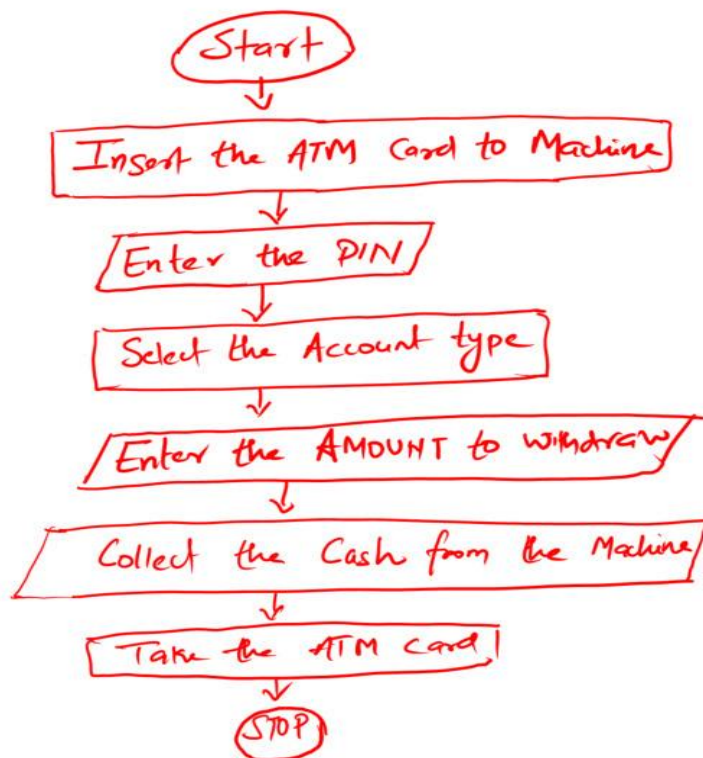 Start
Insert the ATM Card to Machine
Enter the PIN
Select the Account type
Enter the AMOUNT to withdraw
Collect the Cash from the Machine
Take the ATM Card
STOP